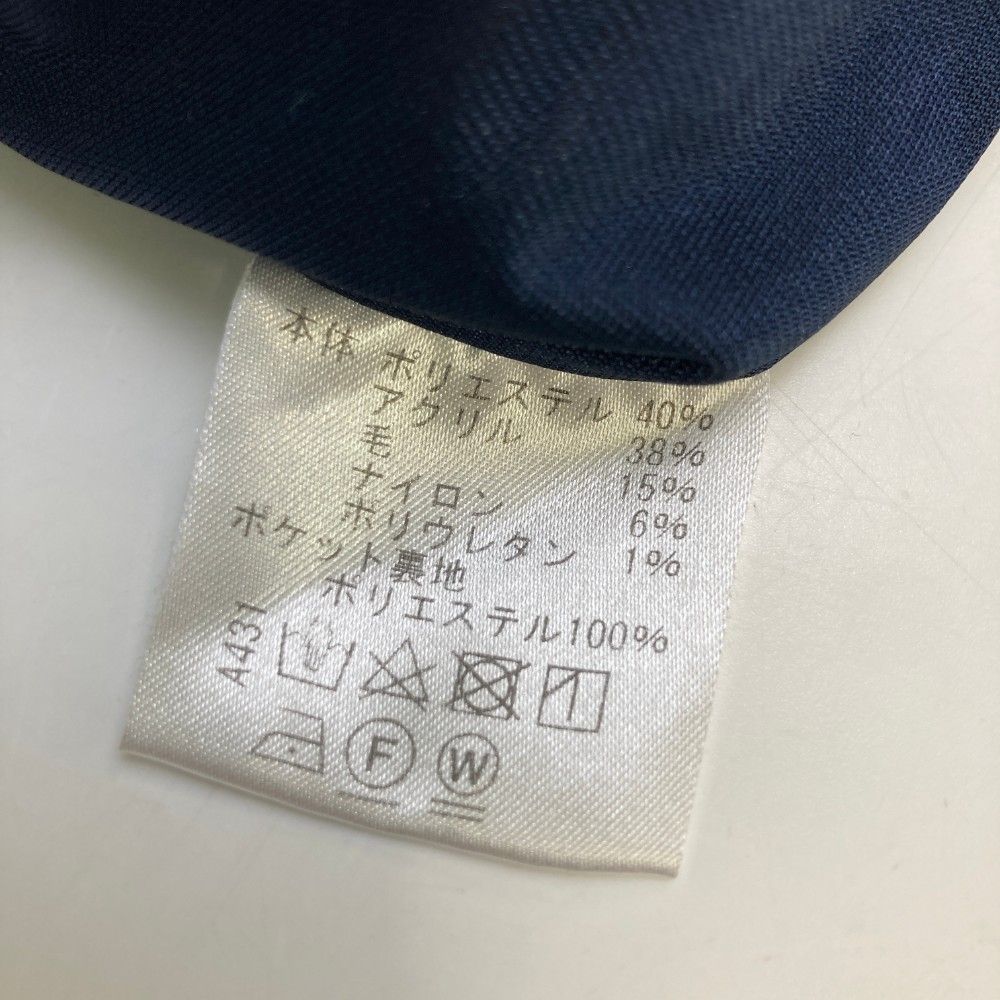 本体 ポリエステル 40%
アクリル 38%
毛 15%
ナイロン 6%
ポリウレタン 1%
ポケット裏地
ポリエステル100%
A431
F W